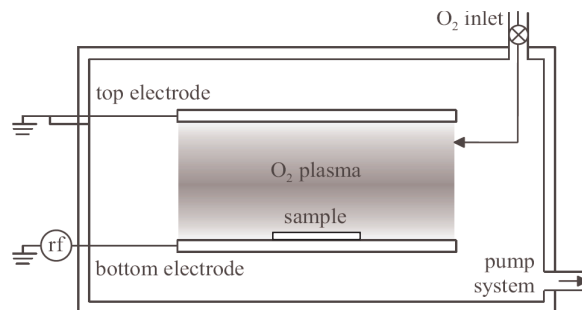 O₂ inlet
top electrode
O₂ plasma
sample
rf
bottom electrode
pump
system